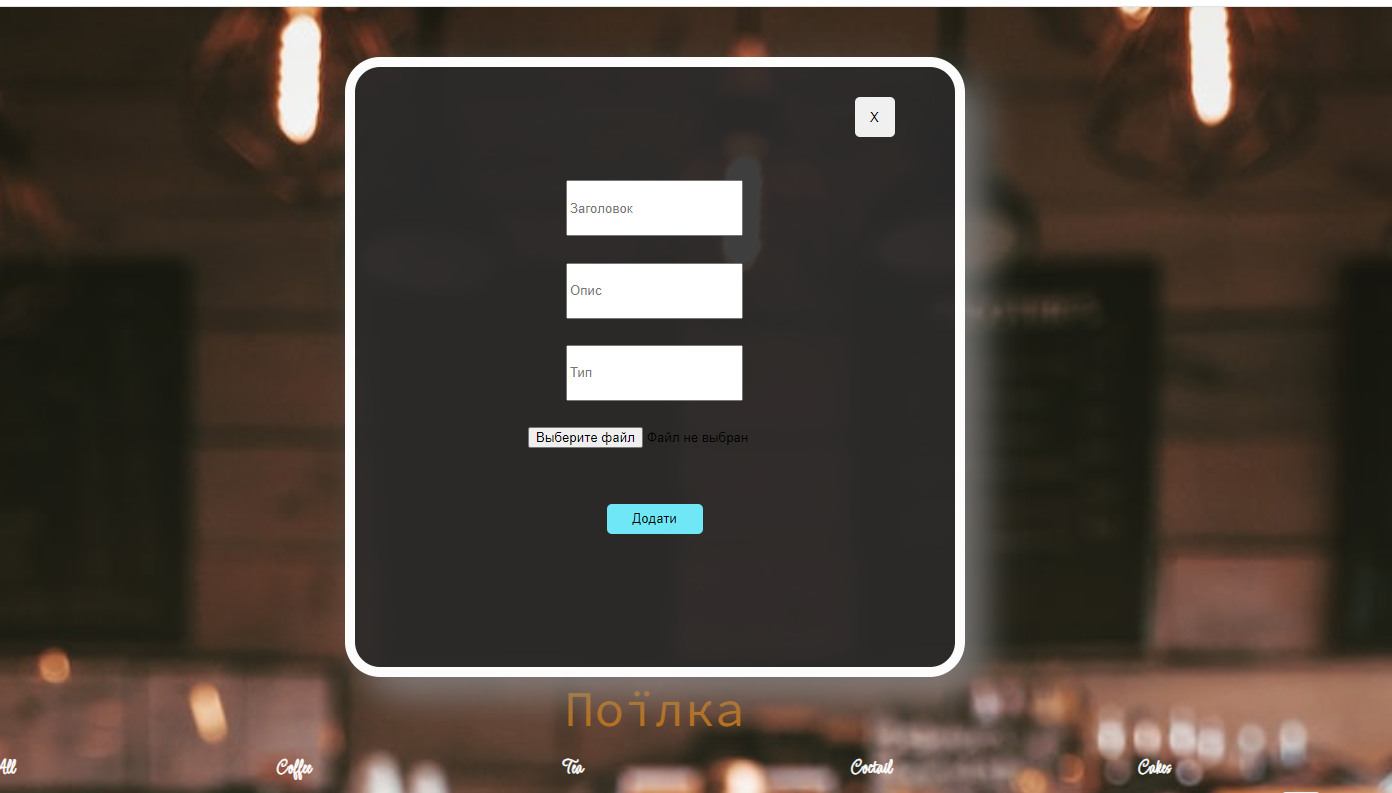 X
Заголовок
Опис
Тип
Выберите файл Файл не выбран
Додати
Поїлка
All Coffee Tea Coctail Cakes